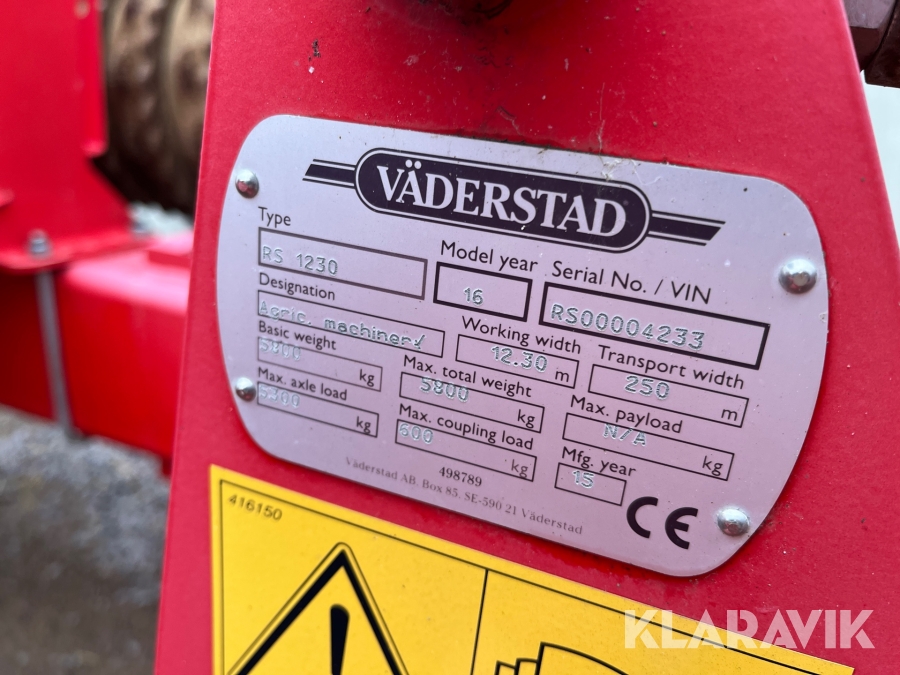 VÄDERSTAD
Type
RS 1230
Model year
16
Serial No. / VIN
RS00004233
Designation
Agric. machinery
Working width
12.30 m
Transport width
250 m
Basic weight
5800 kg
Max. total weight
5800 kg
Max. payload
N/A kg
Max. axle load
5300 kg
Max. coupling load
600 kg
Mfg. year
15
498789
Väderstad AB, Box 85, SE-590 21 Väderstad
CE
416150
KLARAVIK